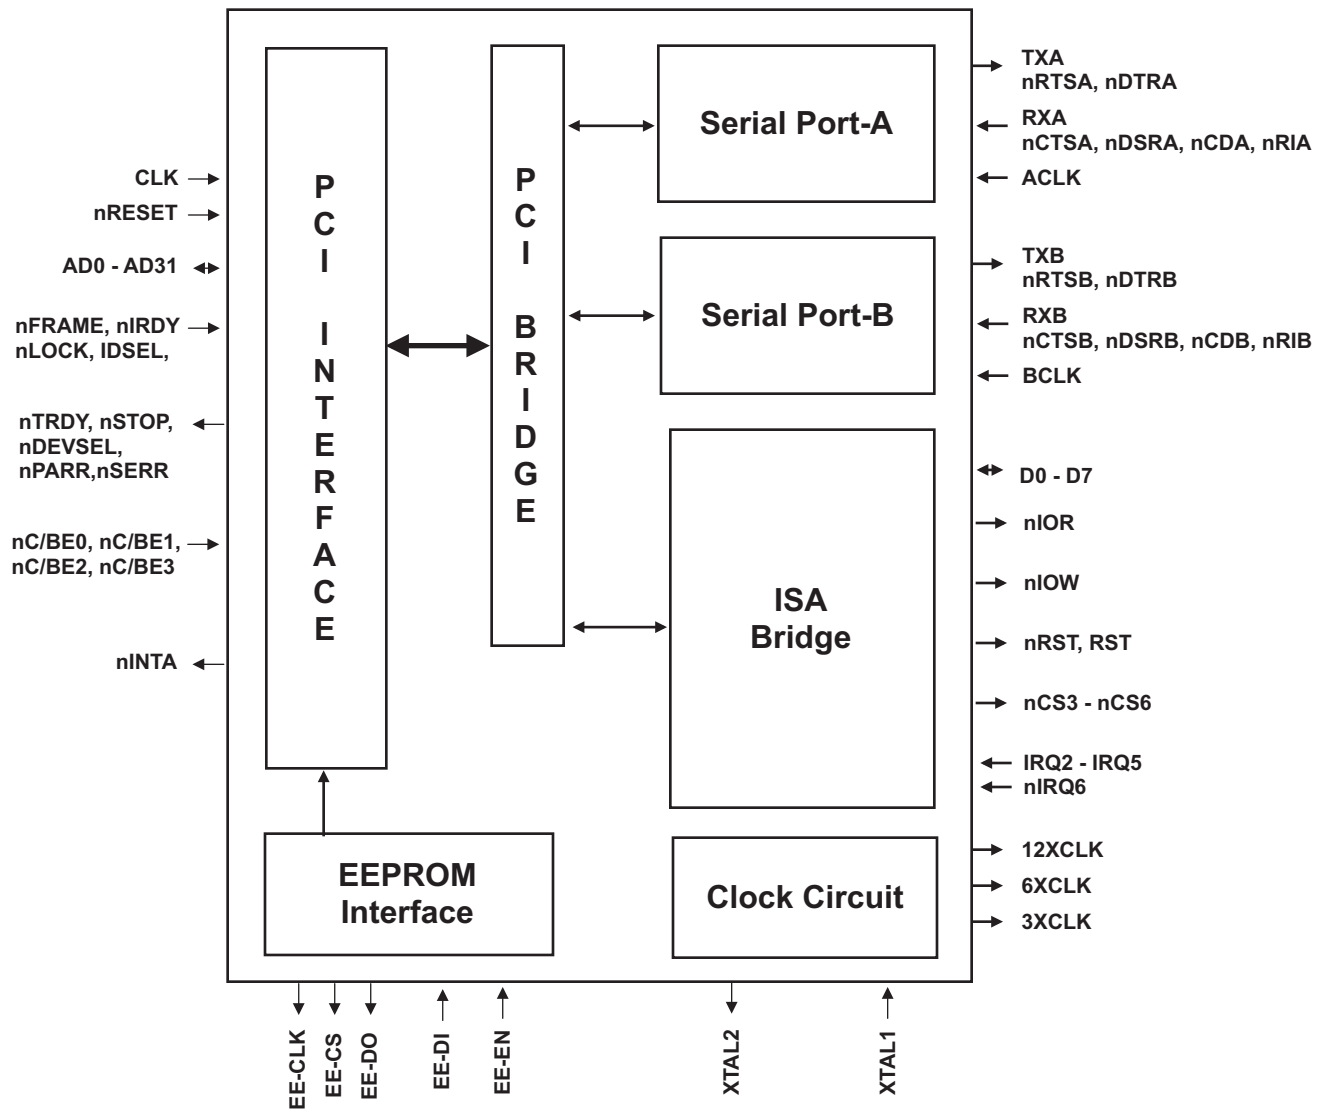 CLK
nRESET
AD0 - AD31
nFRAME, nIRDY
nLOCK, IDSEL,
nTRDY, nSTOP,
nDEVSEL,
nPARR,nSERR
nC/BE0, nC/BE1,
nC/BE2, nC/BE3
nINTA
PCI INTERFACE
PCI BRIDGE
Serial Port-A
Serial Port-B
ISA
Bridge
EEPROM
Interface
Clock Circuit
TXA
nRTSA, nDTRA
RXA
nCTSA, nDSRA, nCDA, nRIA
ACLK
TXB
nRTSB, nDTRB
RXB
nCTSB, nDSRB, nCDB, nRIB
BCLK
D0 - D7
nIOR
nIOW
nRST, RST
nCS3 - nCS6
IRQ2 - IRQ5
nIRQ6
12XCLK
6XCLK
3XCLK
EE-CLK
EE-CS
EE-DO
EE-DI
EE-EN
XTAL2
XTAL1